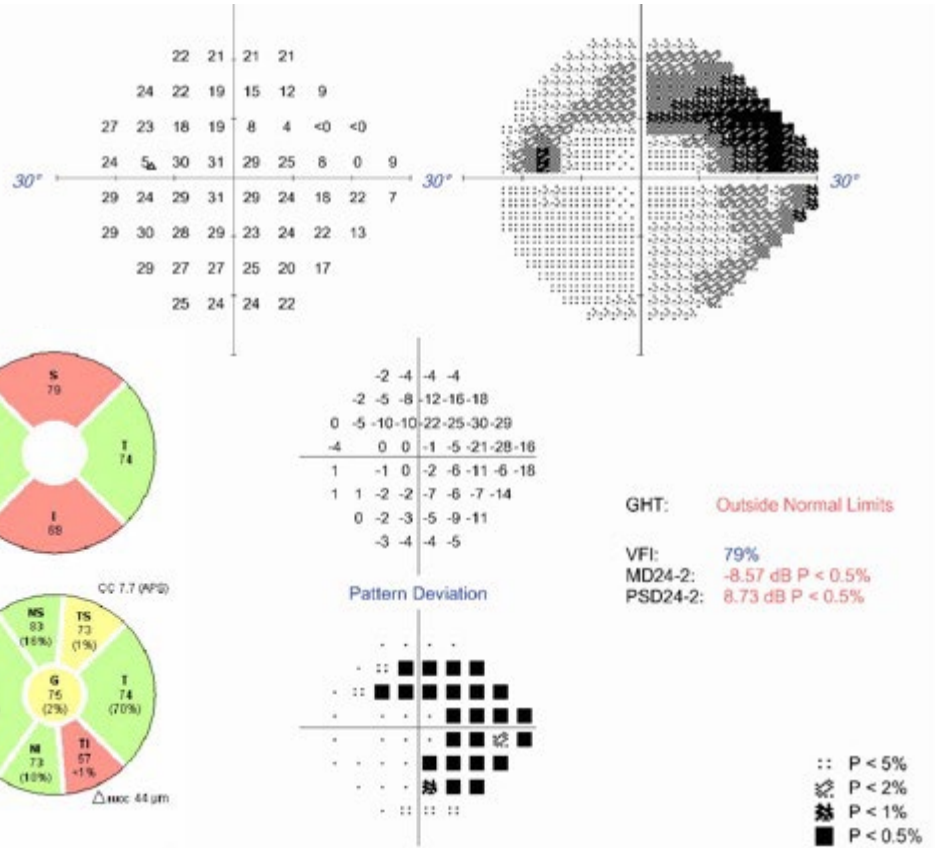 22 21 21 21
24 22 19 15 12 9
27 23 18 19 8 4 <0 <0
24 5 30 31 29 25 8 0 9
30° 30° 30°
29 24 29 31 29 24 18 22 7
29 30 28 29 23 24 22 13
29 27 27 25 20 17
25 24 24 22
S
79
T
74
I
-2 -4 -4 -4
-2 -5 -8 -12 -16 -18
0 -5 -10 -10 -22 -25 -30 -29
-4 0 0 -1 -5 -21 -28 -16
1 -1 0 -2 -6 -11 -6 -18
1 1 -2 -2 -7 -6 -7 -14
0 -2 -3 -5 -9 -11
-3 -4 -4 -5
GHT: Outside Normal Limits
VFI: 79%
MD24-2: -8.57 dB P < 0.5%
PSD24-2: 8.73 dB P < 0.5%
CC 7.7 (APS)
Pattern Deviation
NS
TS
73
(1%)
G
(2%)
T
74
(70%)
73
TI
<1%
44 µm
P < 5%
P < 2%
P < 1%
P < 0.5%